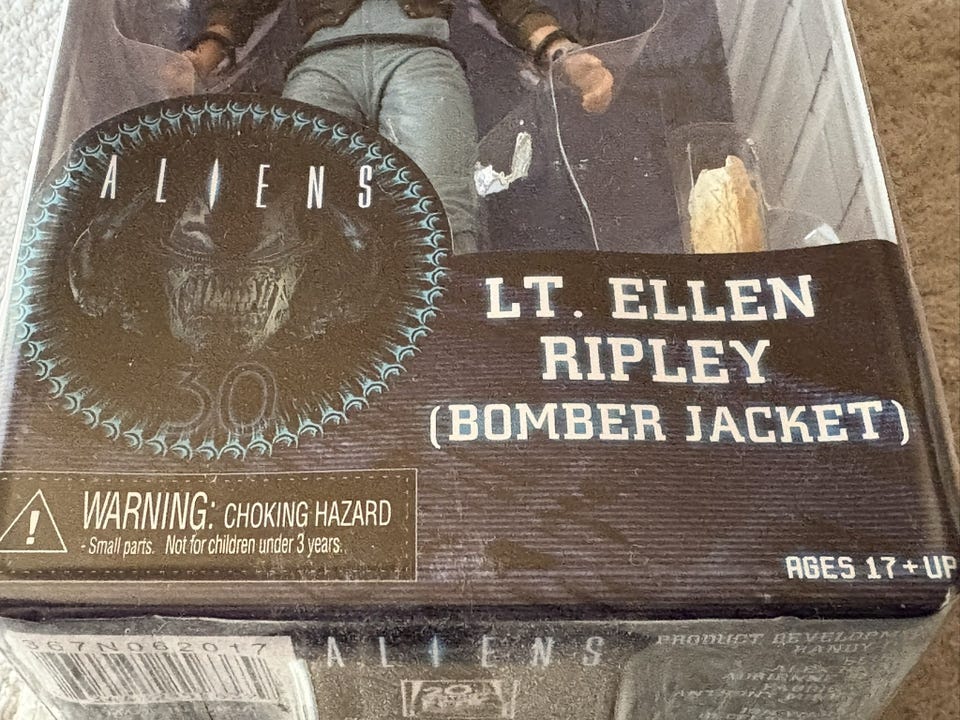 ALIENS
30
LT. ELLEN
RIPLEY
(BOMBER JACKET)
! WARNING: CHOKING HAZARD
- Small parts. Not for children under 3 years.
AGES 17+UP
367N062017
ALIENS
PRODUCT